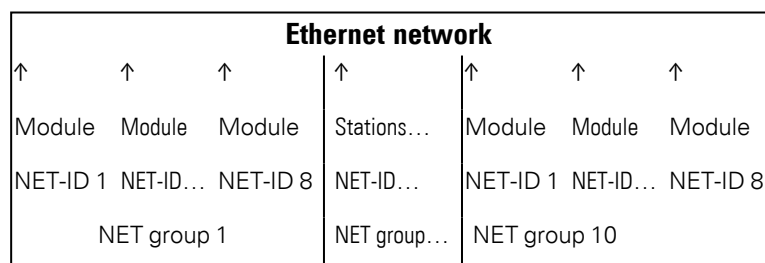 Ethernet network
↑ ↑ ↑ ↑ ↑ ↑ ↑
Module Module Module Stations... Module Module Module
NET-ID 1 NET-ID... NET-ID 8 NET-ID... NET-ID 1 NET-ID... NET-ID 8
NET group 1 NET group... NET group 10